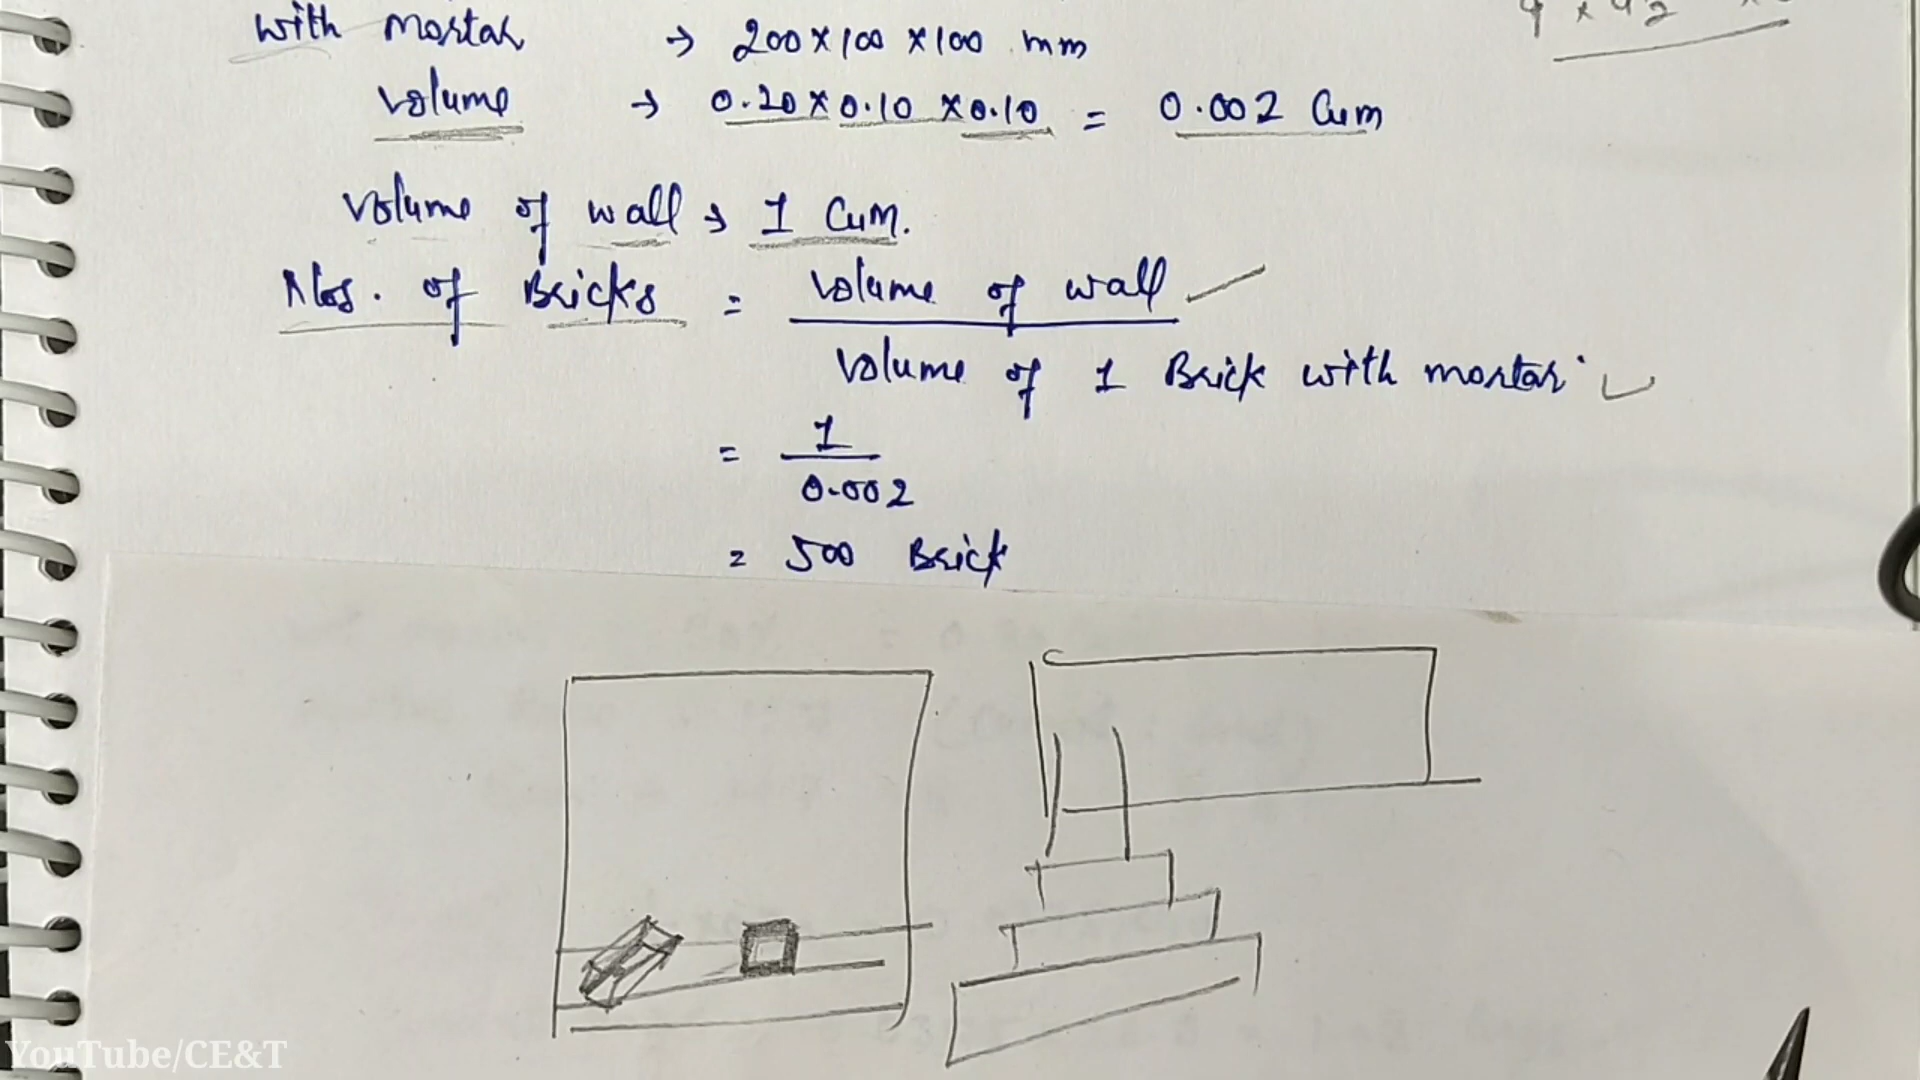 with mortar → 200 × 100 × 100 mm
volume → 0.20 × 0.10 × 0.10 = 0.002 Cum
volume of wall → 1 Cum.
Nos. of Bricks = volume of wall
volume of 1 Brick with mortar
= 1
0.002
= 500 Brick
YouTube/CE&T